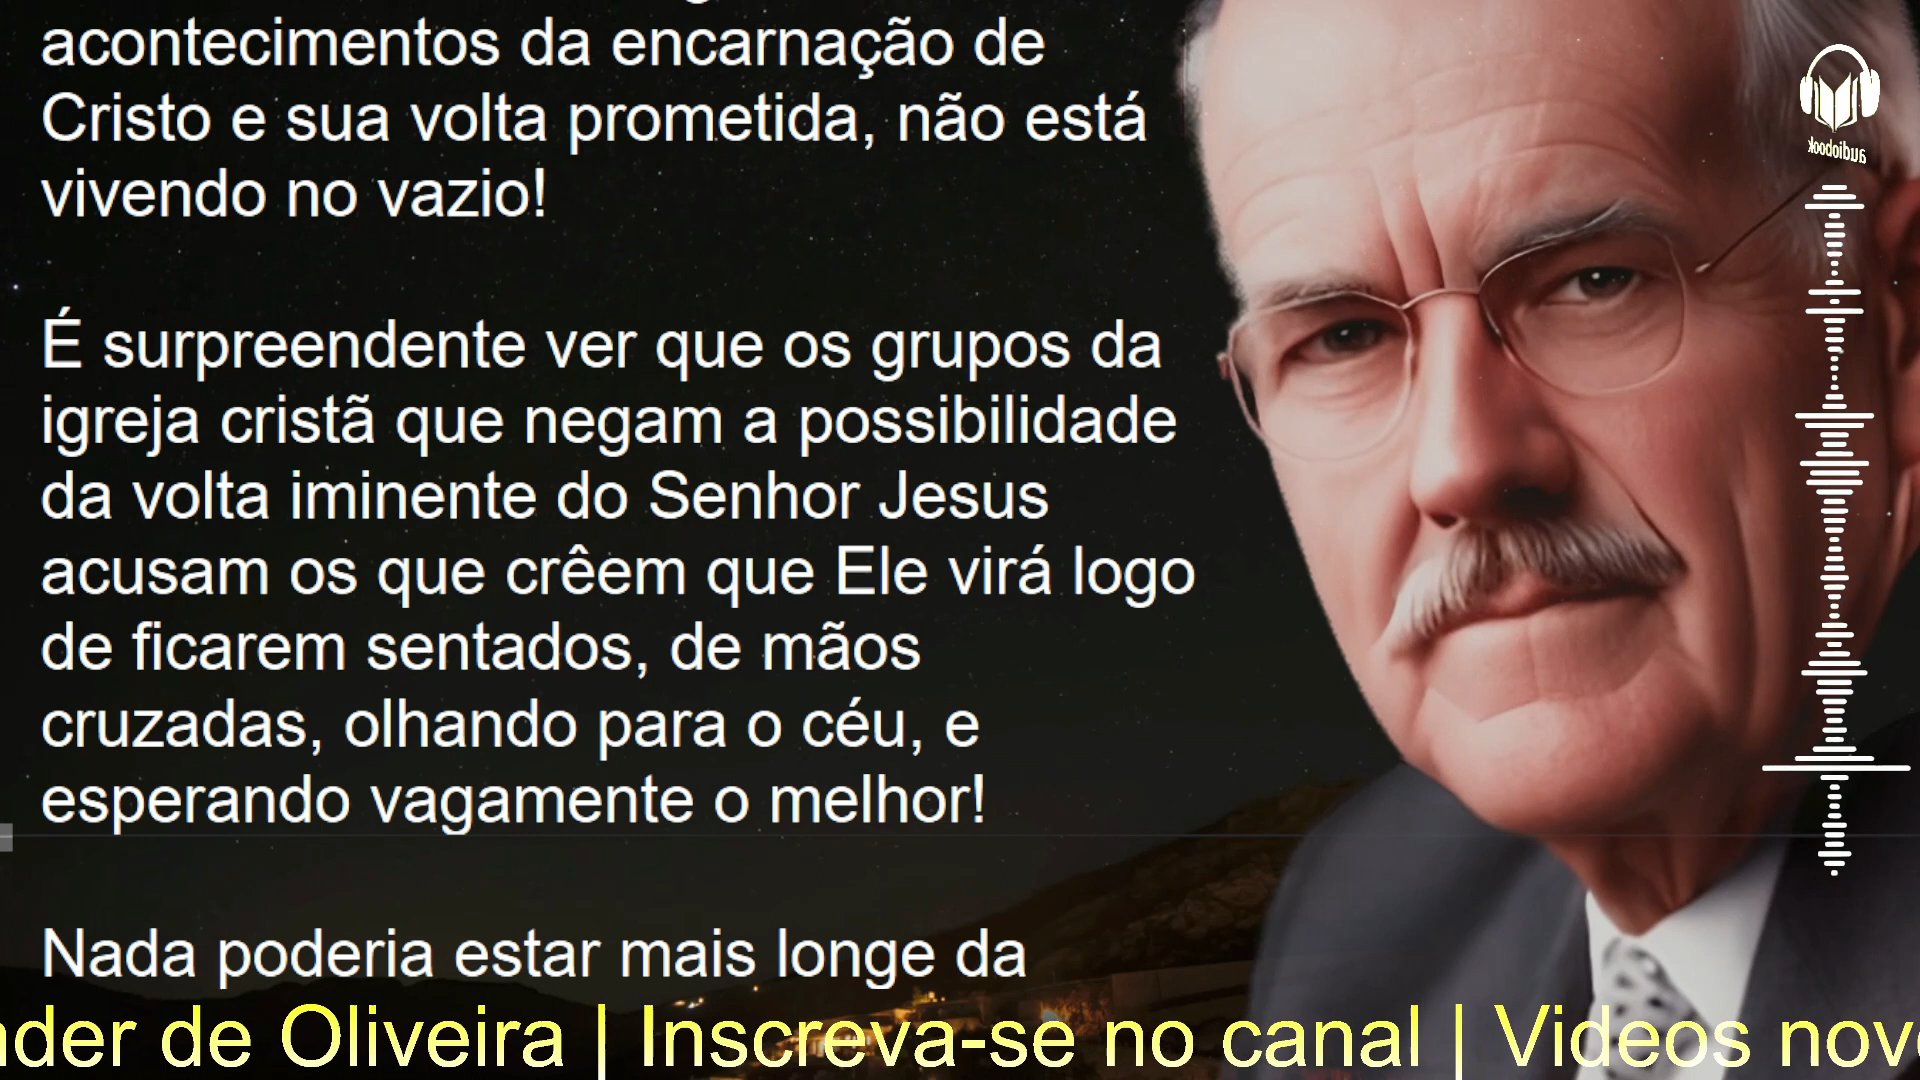 acontecimentos da encarnação de
Cristo e sua volta prometida, não está
vivendo no vazio!
É surpreendente ver que os grupos da
igreja cristã que negam a possibilidade
da volta iminente do Senhor Jesus
acusam os que crêem que Ele virá logo
de ficarem sentados, de mãos
cruzadas, olhando para o céu, e
esperando vagamente o melhor!
Nada poderia estar mais longe da
nder de Oliveira | Inscreva-se no canal | Videos nov
audiobook